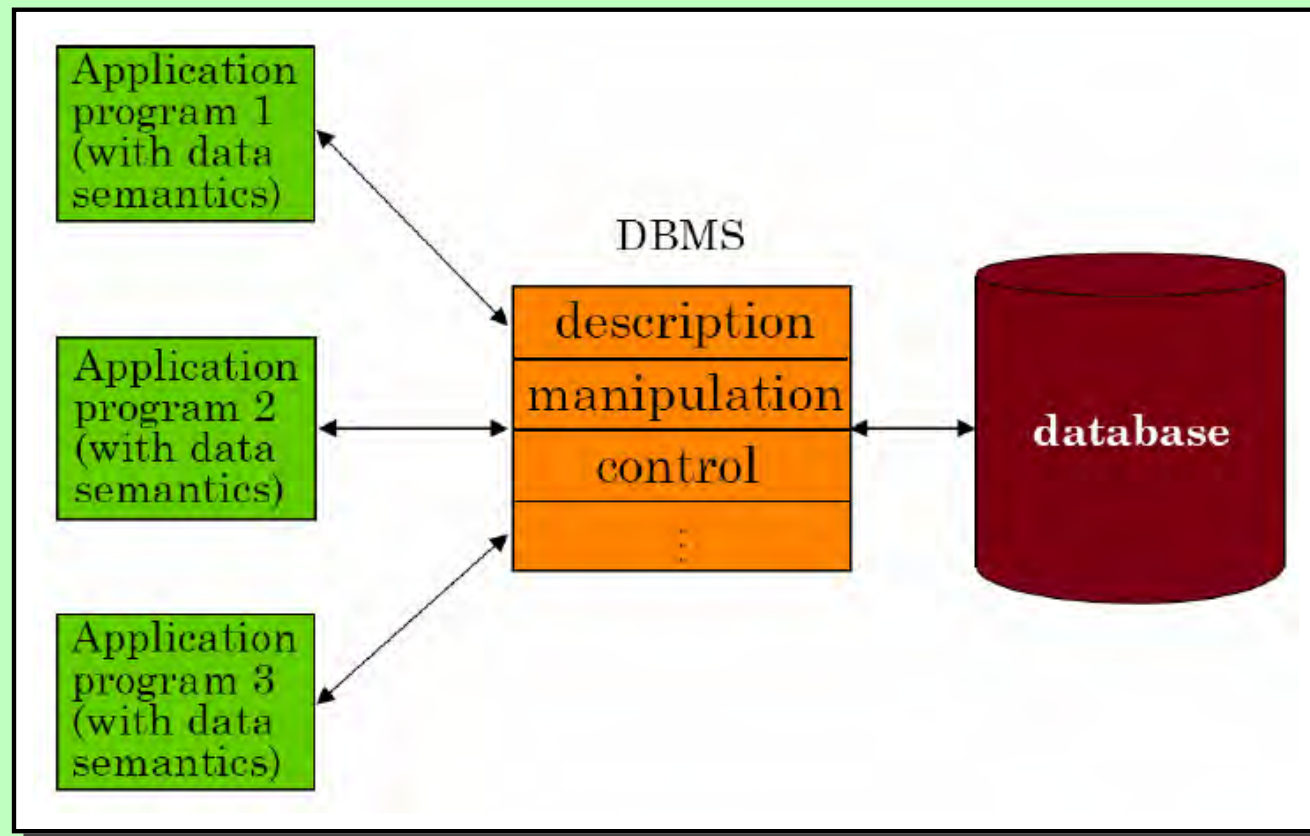 Application
program 1
(with data
semantics)
Application
program 2
(with data
semantics)
Application
program 3
(with data
semantics)
DBMS
description
manipulation
control
⋮
database